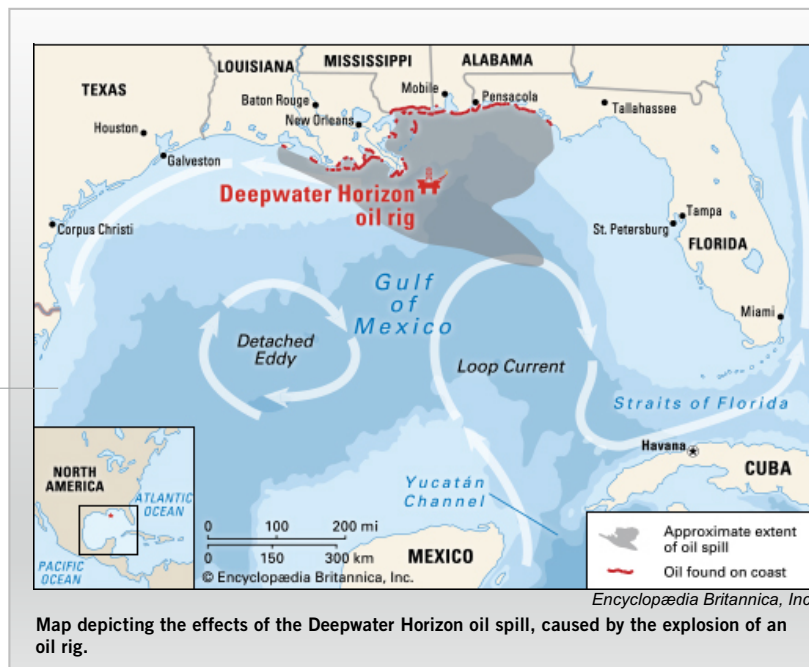 LOUISIANA
MISSISSIPPI
ALABAMA
TEXAS
Baton Rouge
Mobile
Pensacola
New Orleans
Tallahassee
Houston
Galveston
Deepwater Horizon
oil rig
Corpus Christi
Tampa
St. Petersburg
FLORIDA
Gulf
of
Mexico
Miami
Detached
Eddy
Loop Current
Straits of Florida
Havana
CUBA
Yucatán
Channel
NORTH
AMERICA
ATLANTIC
OCEAN
PACIFIC
OCEAN
0 100 200 mi
0 150 300 km
MEXICO
© Encyclopædia Britannica, Inc.
Approximate extent
of oil spill
Oil found on coast
Encyclopædia Britannica, Inc
Map depicting the effects of the Deepwater Horizon oil spill, caused by the explosion of an
oil rig.